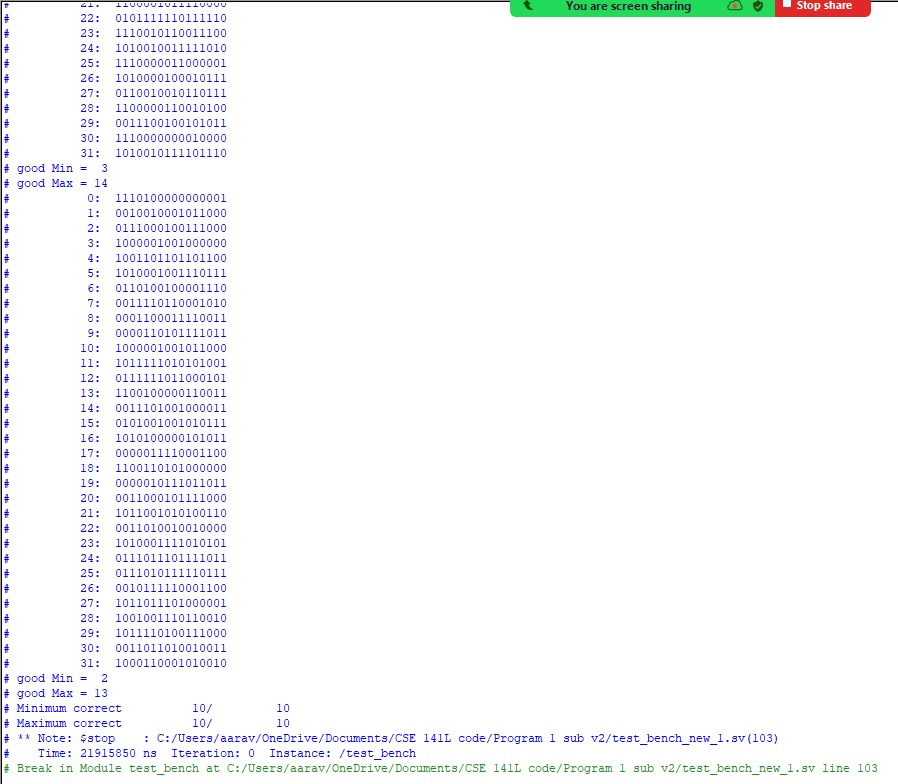 You are screen sharing
Stop share
# 21:
# 22: 0101111110111110
# 23: 1110010110011100
# 24: 1010010011111010
# 25: 1110000011000001
# 26: 1010000100010111
# 27: 0110010010110111
# 28: 1100000110010100
# 29: 0011100100101011
# 30: 1110000000010000
# 31: 1010010111101110
# good Min =  3
# good Max = 14
# 0: 1110100000000001
# 1: 0010010001011000
# 2: 0111000100111000
# 3: 1000001001000000
# 4: 1001101101101100
# 5: 1010001001110111
# 6: 0110100100001110
# 7: 0011110110001010
# 8: 0001100011110011
# 9: 0000110101111011
# 10: 1000001001011000
# 11: 1011111010101001
# 12: 0111111011000101
# 13: 1100100000110011
# 14: 0011101001000011
# 15: 0101001001010111
# 16: 1010100000101011
# 17: 0000011110001100
# 18: 1100110101000000
# 19: 0000010111011011
# 20: 0011000101111000
# 21: 1011001010100110
# 22: 0011010010010000
# 23: 1010001111010101
# 24: 0111011101111011
# 25: 0111010111110111
# 26: 0010111110001100
# 27: 1011011101000001
# 28: 1001001110110010
# 29: 1011110100111000
# 30: 0011011010010011
# 31: 1000110001010010
# good Min =  2
# good Max = 13
# Minimum correct 10/ 10
# Maximum correct 10/ 10
# ** Note: $stop : C:/Users/aarav/OneDrive/Documents/CSE 141L code/Program 1 sub v2/test_bench_new_1.sv(103)
# Time: 21915850 ns Iteration: 0 Instance: /test_bench
# Break in Module test_bench at C:/Users/aarav/OneDrive/Documents/CSE 141L code/Program 1 sub v2/test_bench_new_1.sv line 103